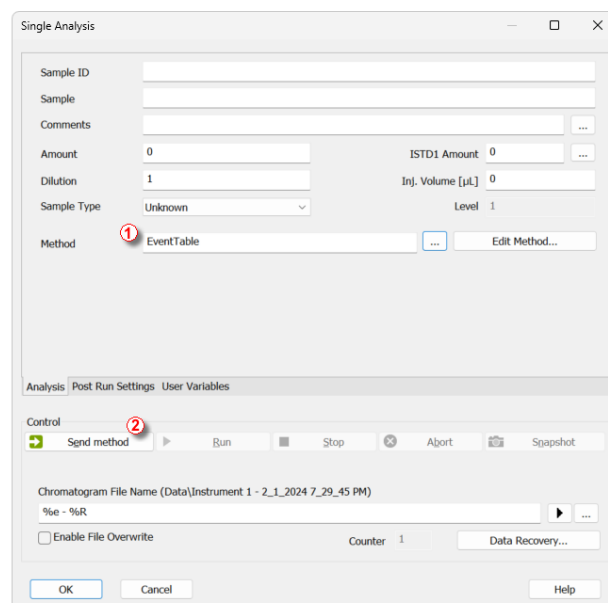 Single Analysis
Sample ID
Sample
Comments ...
Amount 0 ISTD1 Amount 0 ...
Dilution 1 Inj. Volume [µL] 0
Sample Type Unknown Level 1
1
Method EventTable ... Edit Method...
Analysis Post Run Settings User Variables
Control 2
Send method Run Stop Abort Snapshot
Chromatogram File Name (Data\Instrument 1 - 2_1_2024 7_29_45 PM)
%e - %R ...
Enable File Overwrite Counter 1 Data Recovery...
OK Cancel Help